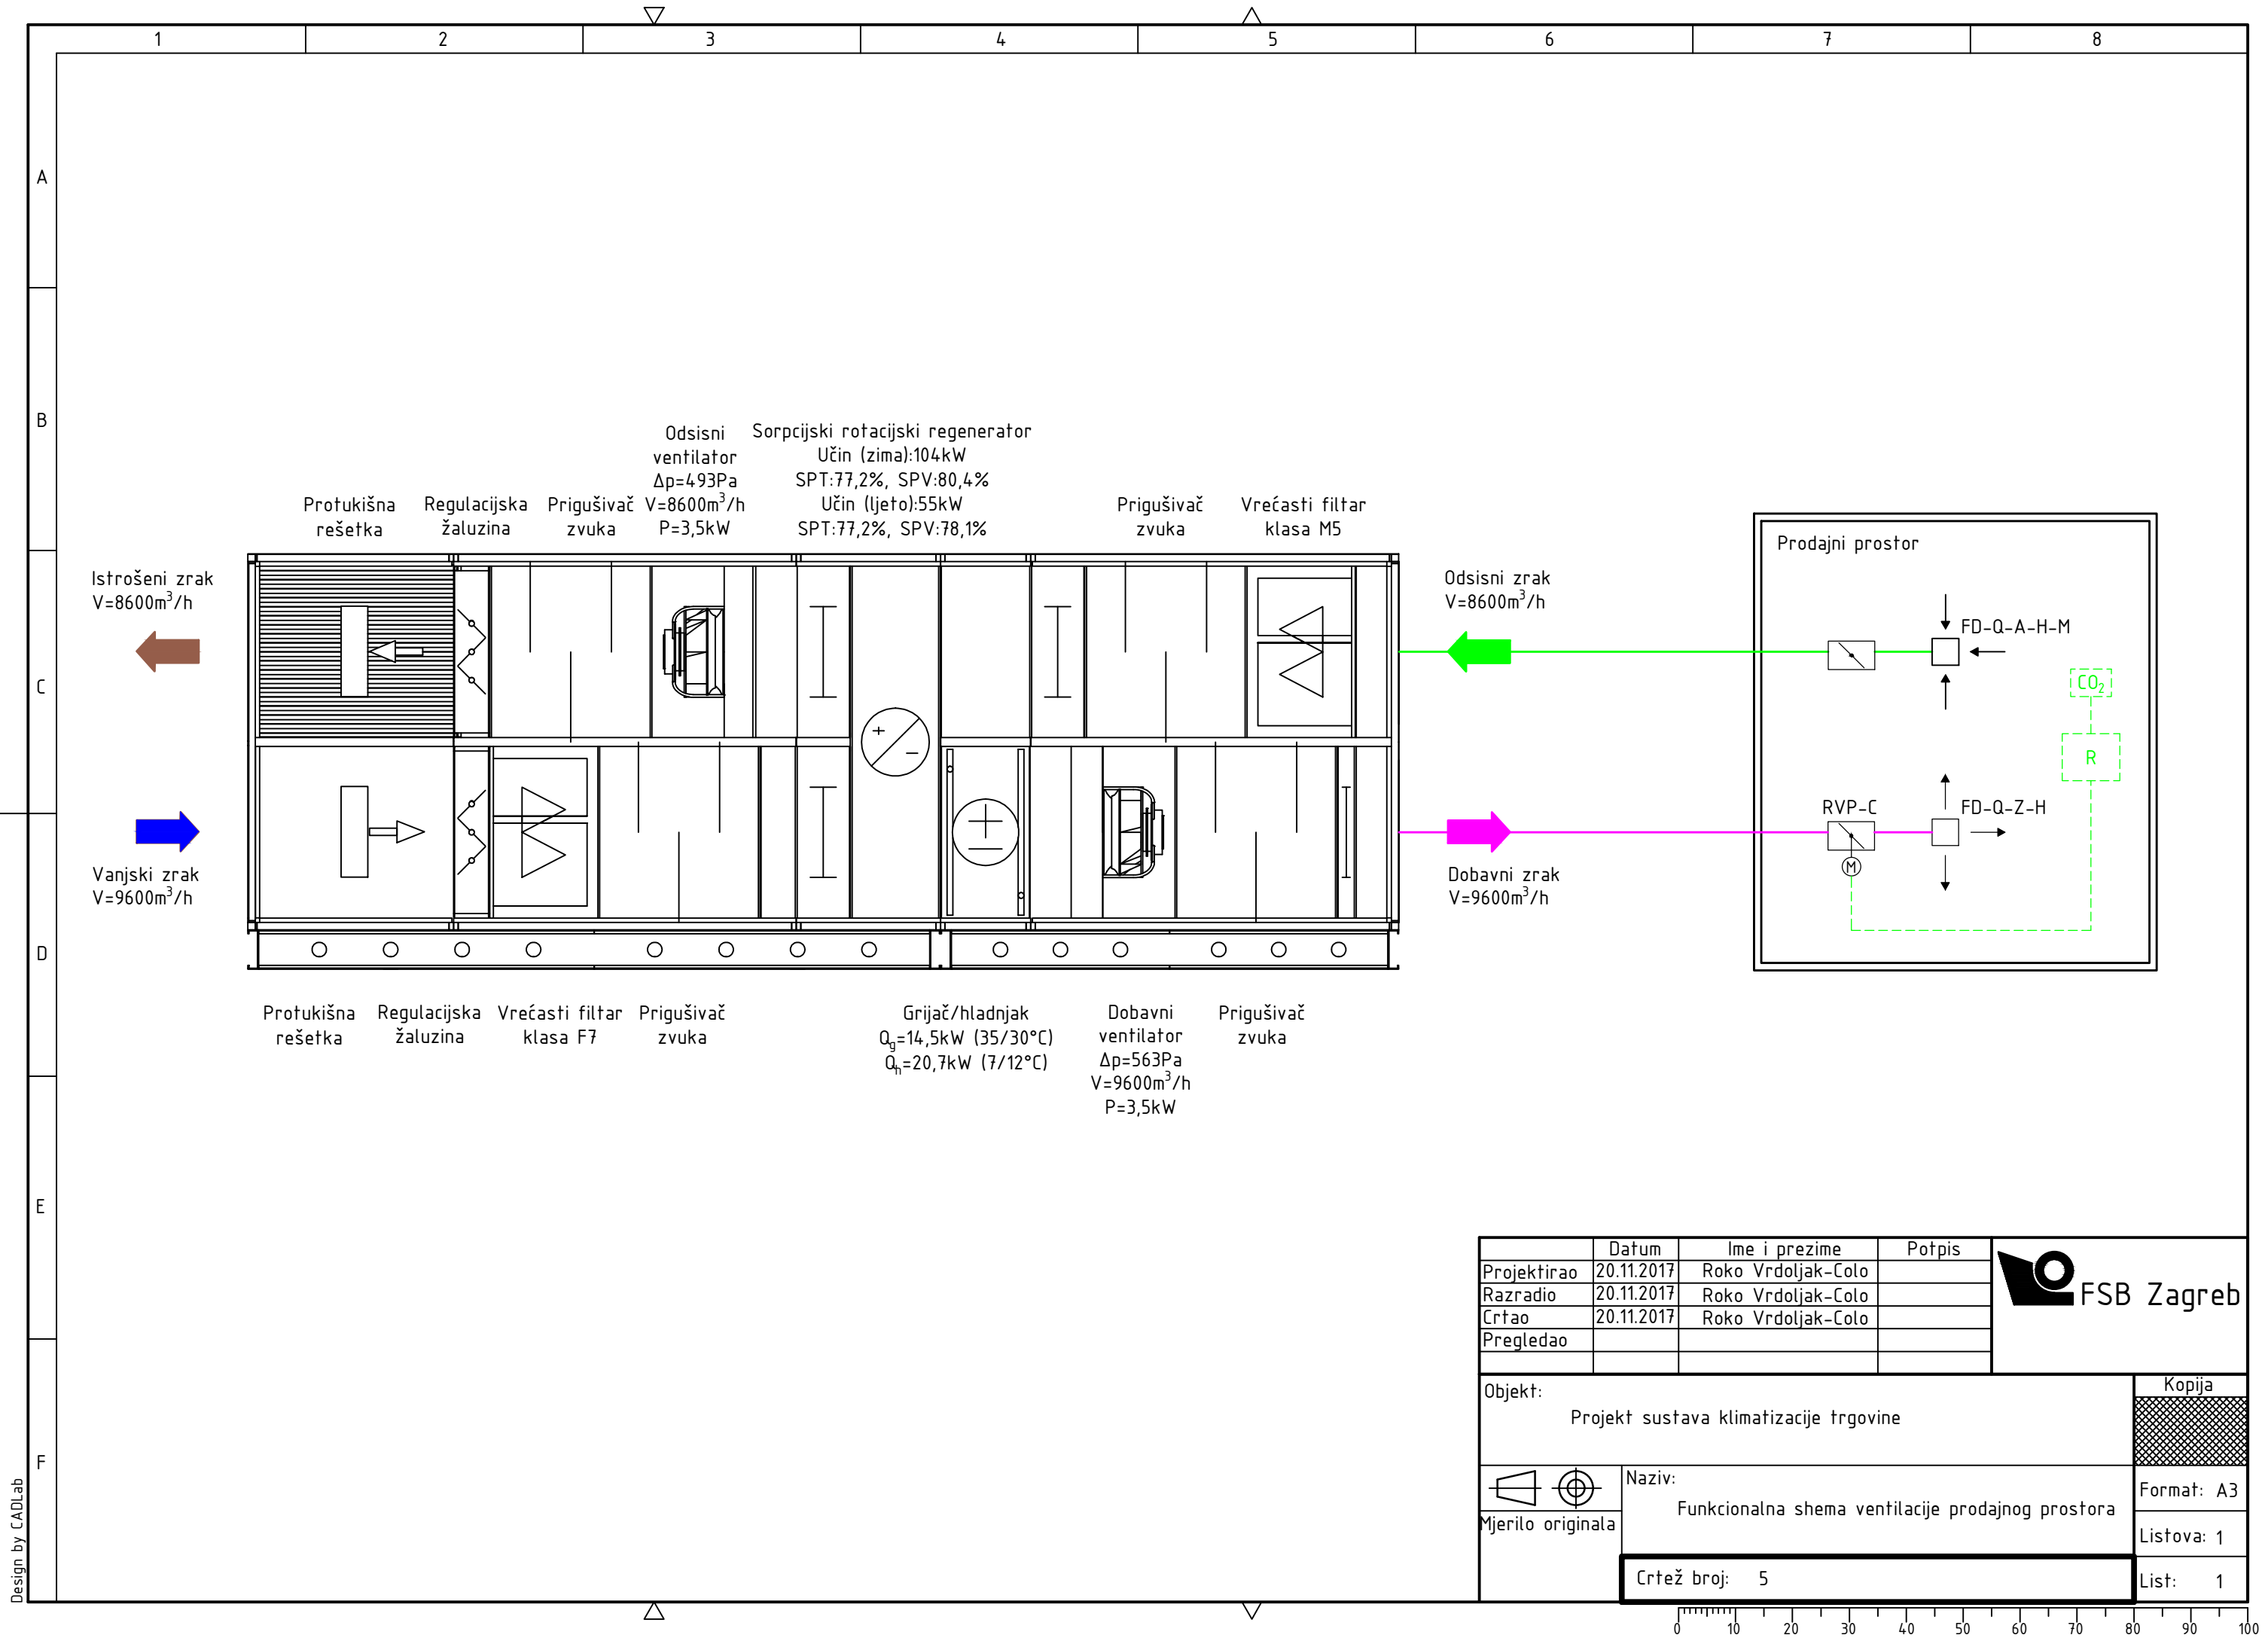 1 2 3 4 5 6 7 8
A
B
C
D
E
F
Odsisni
ventilator
Δp=493Pa
V=8600m³/h
P=3,5kW
Sorpcijski rotacijski regenerator
Učin (zima):104kW
SPT:77,2%, SPV:80,4%
Učin (ljeto):55kW
SPT:77,2%, SPV:78,1%
Protukišna
rešetka
Regulacijska
žaluzina
Prigušivač
zvuka
Prigušivač
zvuka
Vrećasti filtar
klasa M5
Istrošeni zrak
V=8600m³/h
Odsisni zrak
V=8600m³/h
Prodajni prostor
FD-Q-A-H-M
CO₂
R
RVP-C
FD-Q-Z-H
M
Vanjski zrak
V=9600m³/h
Dobavni zrak
V=9600m³/h
Protukišna
rešetka
Regulacijska
žaluzina
Vrećasti filtar
klasa F7
Prigušivač
zvuka
Grijač/hladnjak
Qg=14,5kW (35/30°C)
Qh=20,7kW (7/12°C)
Dobavni
ventilator
Δp=563Pa
V=9600m³/h
P=3,5kW
Prigušivač
zvuka
Datum Ime i prezime Potpis
Projektirao 20.11.2017 Roko Vrdoljak-Colo
Razradio 20.11.2017 Roko Vrdoljak-Colo
Crtao 20.11.2017 Roko Vrdoljak-Colo
Pregledao
FSB Zagreb
Objekt:
Projekt sustava klimatizacije trgovine
Kopija
Naziv:
Funkcionalna shema ventilacije prodajnog prostora
Mjerilo originala
Format: A3
Listova: 1
Crtež broj: 5
List: 1
Design by CADLab
0 10 20 30 40 50 60 70 80 90 100